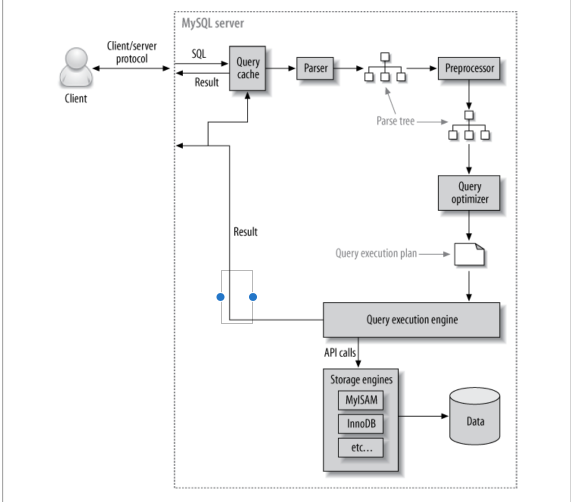 MySQL server
Client/server
protocol
SQL
Result
Query
cache
Parser
Preprocessor
Client
Parse tree
Query
optimizer
Result
Query execution plan
Query execution engine
API calls
Storage engines
MyISAM
InnoDB
etc...
Data